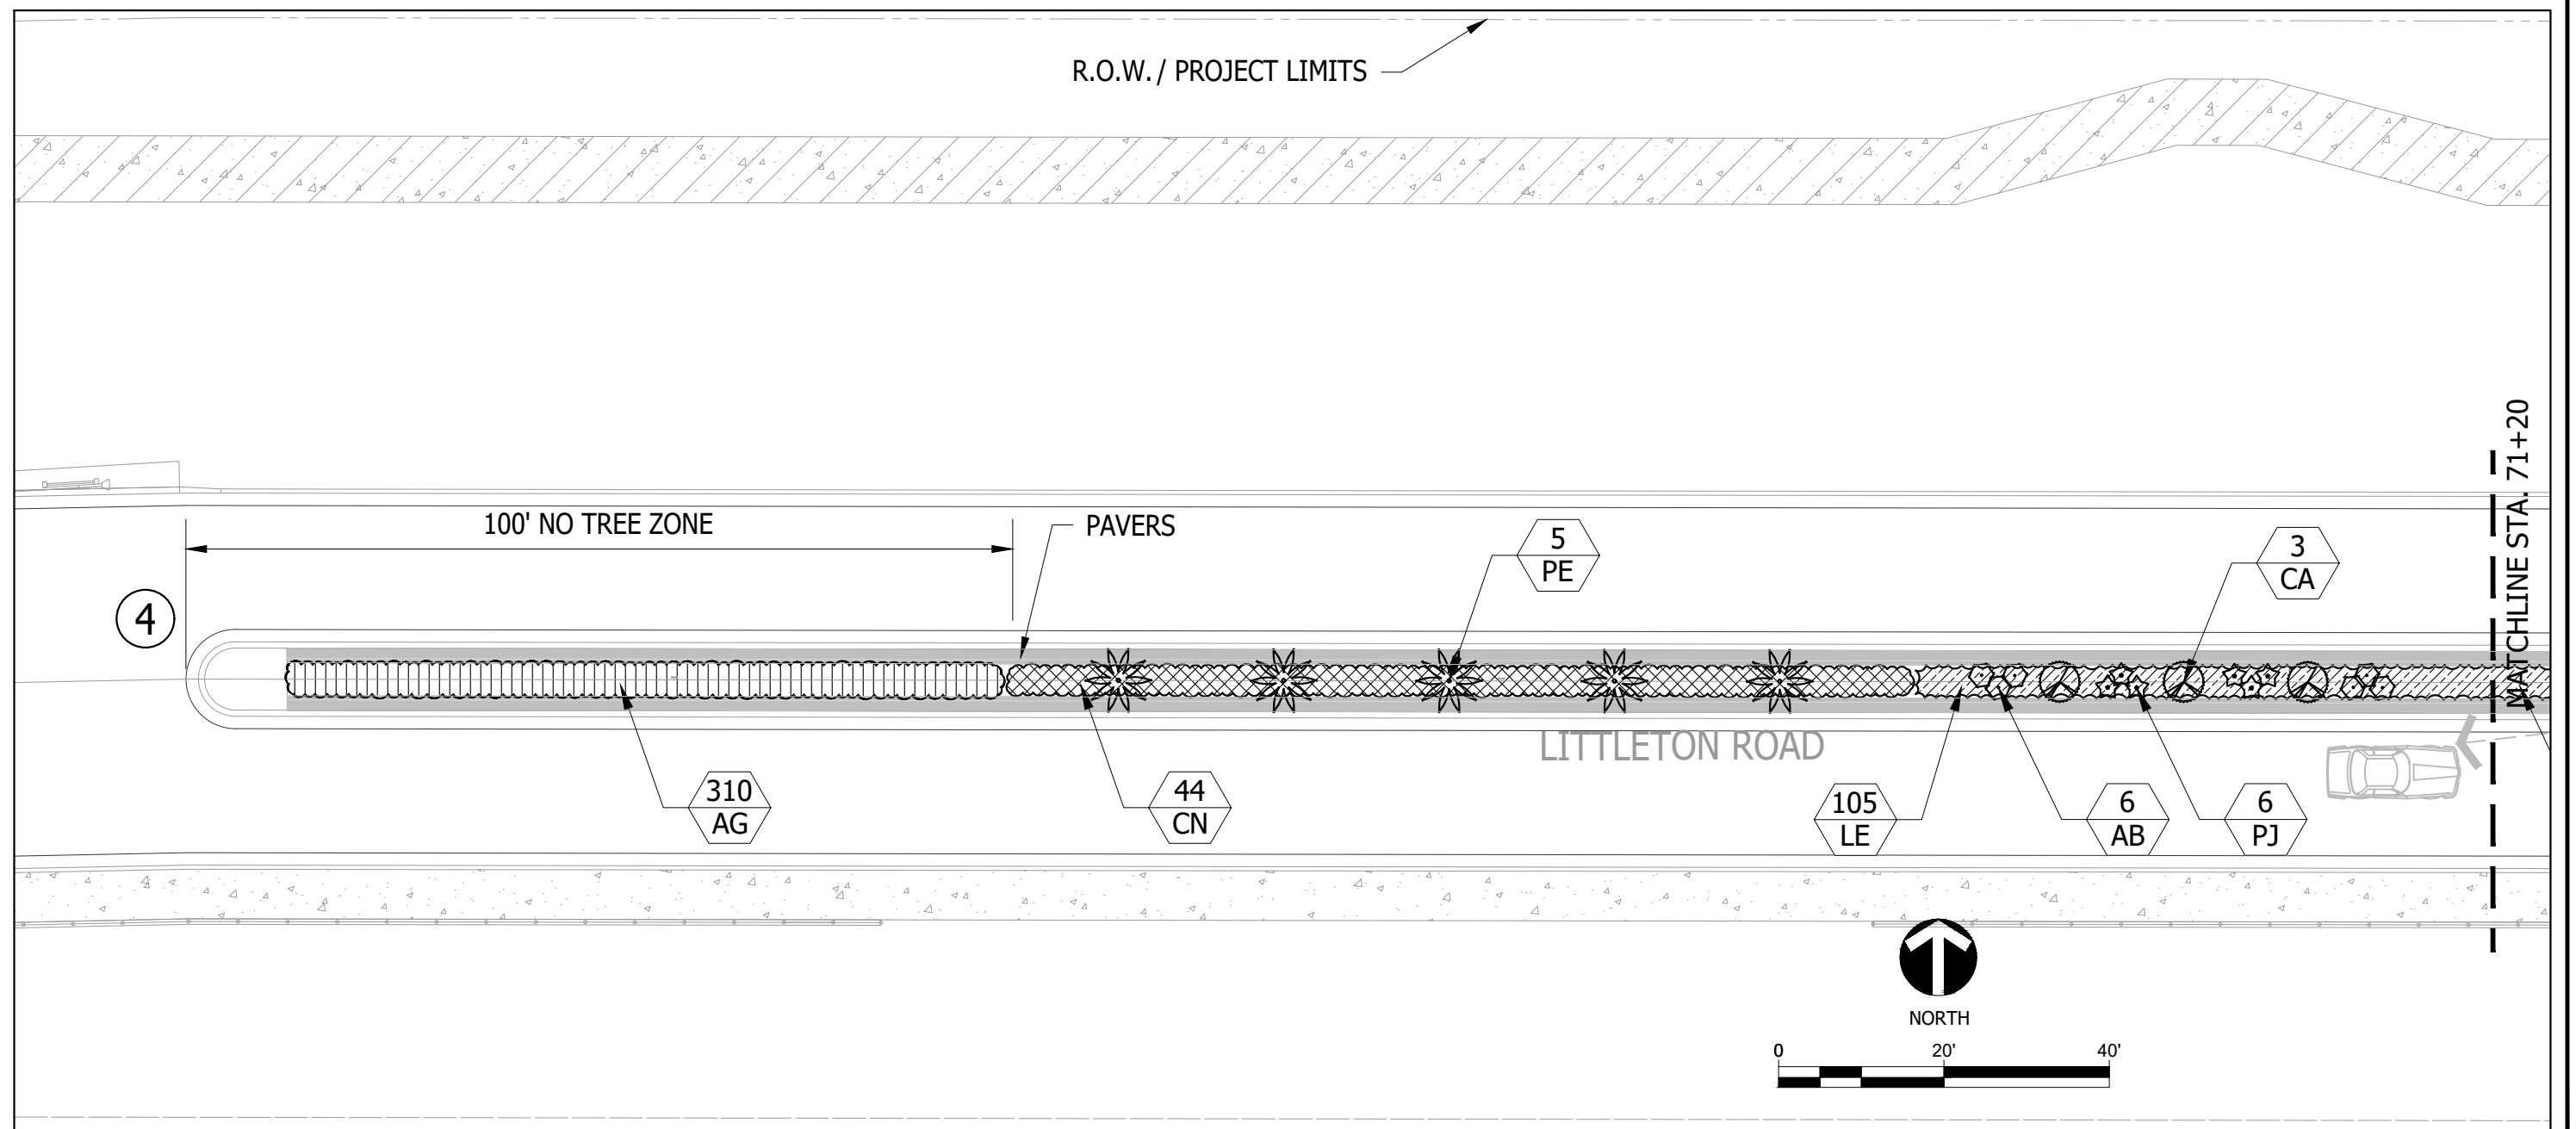 R.O.W. / PROJECT LIMITS
MATCHLINE STA. 71+20
100' NO TREE ZONE
PAVERS
5
PE
3
CA
4
LITTLETON ROAD
310
AG
44
CN
105
LE
6
AB
6
PJ
NORTH
0 20' 40'